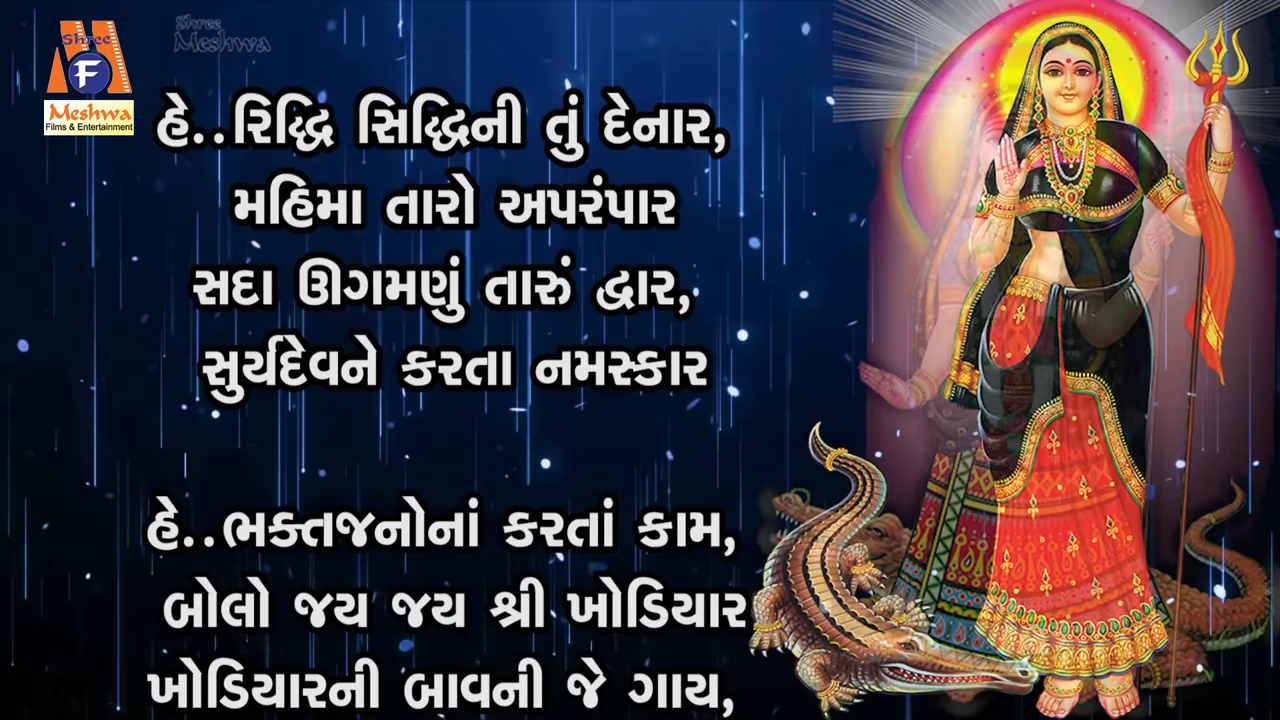 Shree
F
Meshwa
Films & Entertainment
Shree
Meshwa
હે..રિદ્ધિ સિદ્ધિની તું દેનાર,
મહિમા તારો અપરંપાર
સદા ઊગમણું તારું દ્વાર,
સુર્યદેવને કરતા નમસ્કાર
હે..ભક્તજનોનાં કરતાં કામ,
બોલો જય જય શ્રી ખોડિયાર
ખોડિયારની બાવની જે ગાય,